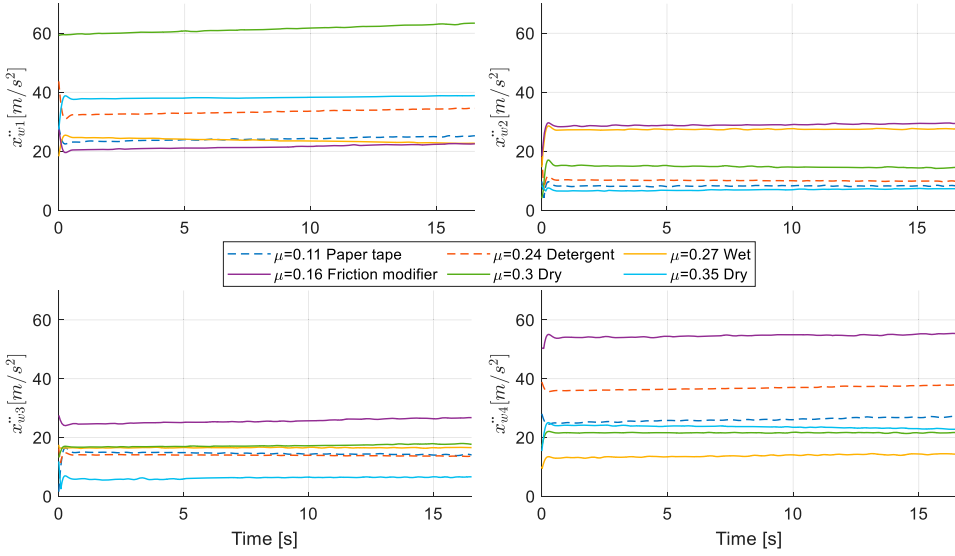 60
40
20
0
ẍw1[m/s²]
0 5 10 15
60
40
20
0
ẍw2[m/s²]
0 5 10 15
μ=0.11 Paper tape μ=0.24 Detergent μ=0.27 Wet
μ=0.16 Friction modifier μ=0.3 Dry μ=0.35 Dry
60
40
20
0
ẍw3[m/s²]
0 5 10 15
Time [s]
60
40
20
0
ẍw4[m/s²]
0 5 10 15
Time [s]